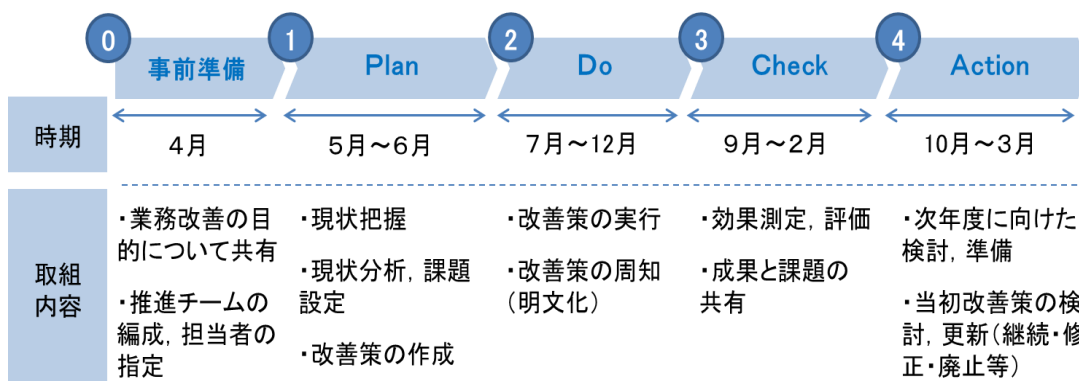 0 1 2 3 4
事前準備 Plan Do Check Action
時期 4月 5月～6月 7月～12月 9月～2月 10月～3月
取組
内容
・業務改善の目
的について共有
・推進チームの
編成，担当者の
指定
・現状把握
・現状分析，課題
設定
・改善策の作成
・改善策の実行
・改善策の周知
（明文化）
・効果測定，評価
・成果と課題の
共有
・次年度に向けた
検討，準備
・当初改善策の検
討，更新（継続・修
正・廃止等）